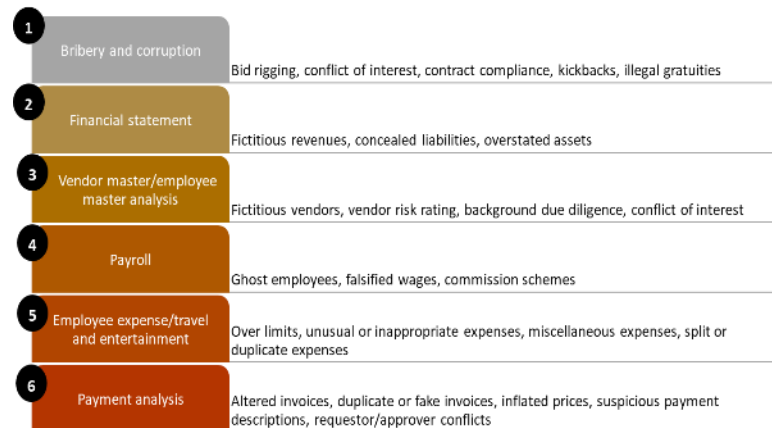 1
Bribery and corruption
Bid rigging, conflict of interest, contract compliance, kickbacks, illegal gratuities
2
Financial statement
Fictitious revenues, concealed liabilities, overstated assets
3
Vendor master/employee
master analysis
Fictitious vendors, vendor risk rating, background due diligence, conflict of interest
4
Payroll
Ghost employees, falsified wages, commission schemes
5
Employee expense/travel
and entertainment
Over limits, unusual or inappropriate expenses, miscellaneous expenses, split or
duplicate expenses
6
Payment analysis
Altered invoices, duplicate or fake invoices, inflated prices, suspicious payment
descriptions, requestor/approver conflicts